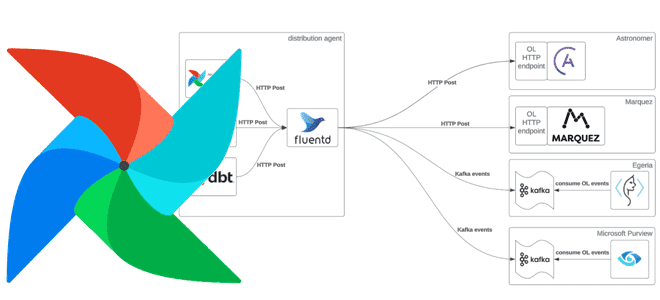 distribution agent
HTTP Post
HTTP Post
HTTP Post
dbt
fluentd
HTTP Post
HTTP Post
Kafka events
Kafka events
Astronomer
OL
HTTP
endpoint
Marquez
OL
HTTP
endpoint
MARQUEZ
Egeria
kafka
consume OL events
Microsoft Purview
kafka
consume OL events